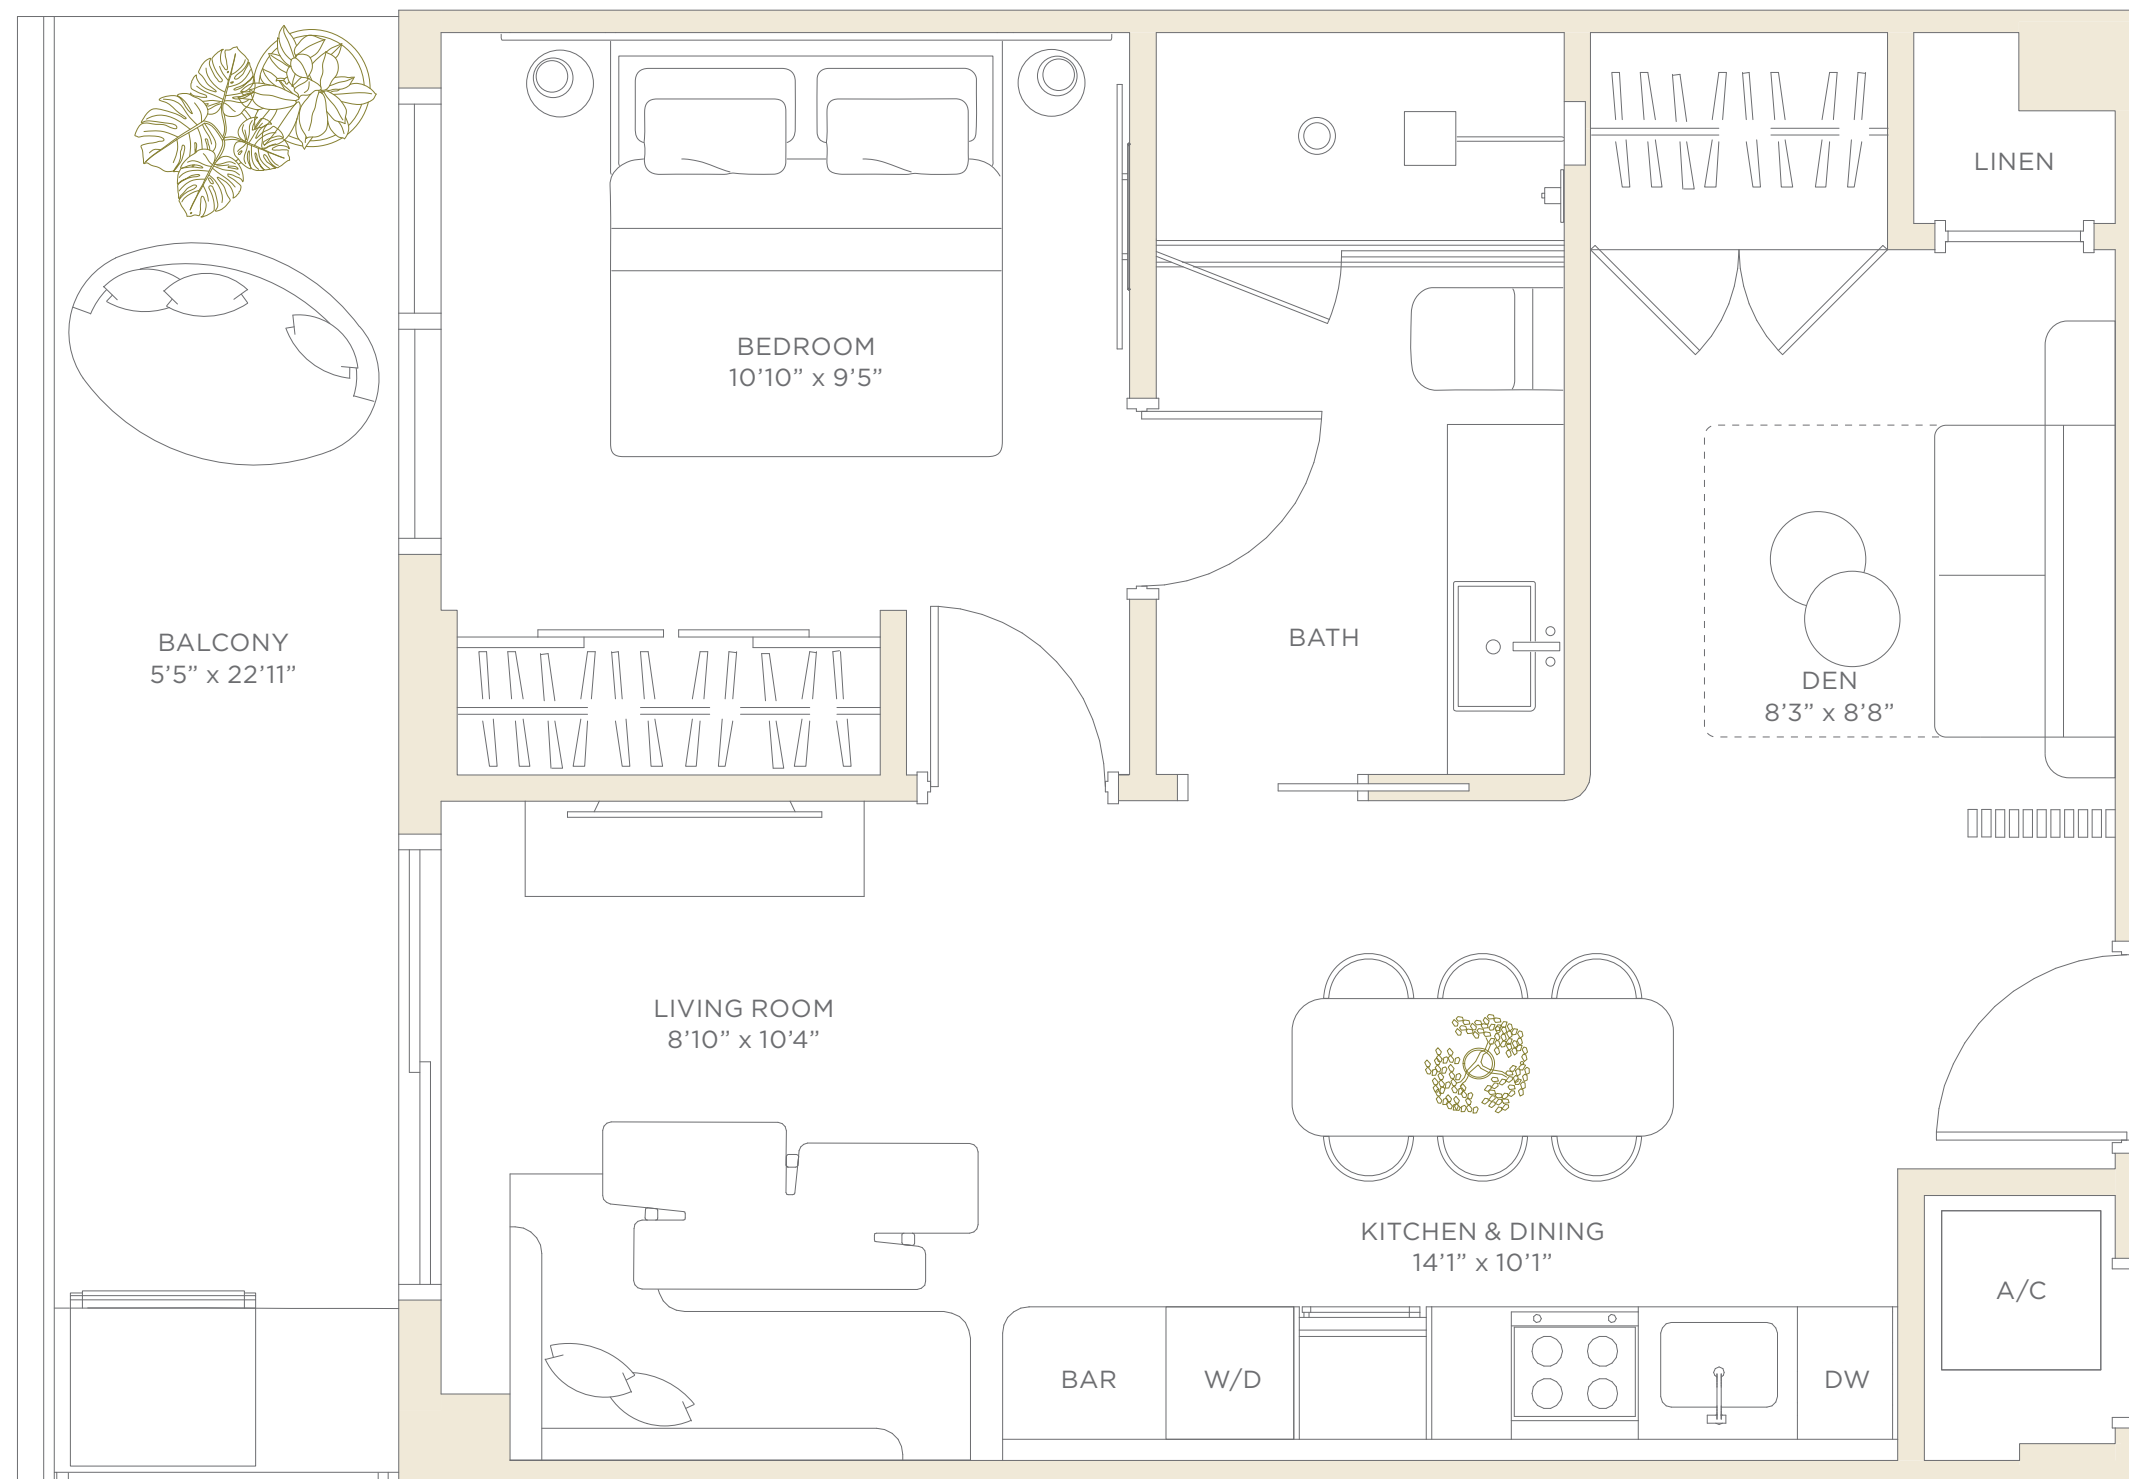 LINEN
BEDROOM
10’10” x 9’5”
BALCONY
5’5” x 22’11”
BATH
DEN
8’3” x 8’8”
LIVING ROOM
8’10” x 10’4”
KITCHEN & DINING
14’1” x 10’1”
A/C
BAR
W/D
DW